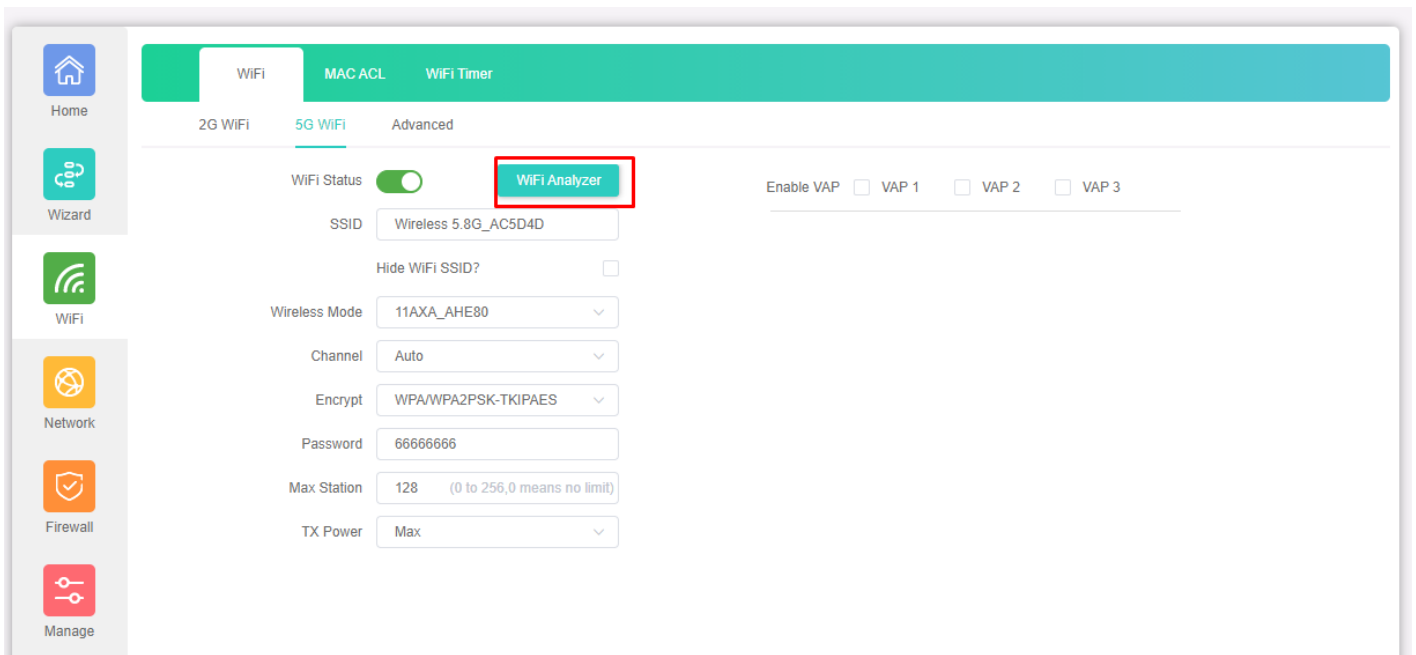 Home
Wizard
WiFi
Network
Firewall
Manage
WiFi MAC ACL WiFi Timer
2G WiFi 5G WiFi Advanced
WiFi Status WiFi Analyzer
SSID Wireless 5.8G_AC5D4D
Hide WiFi SSID?
Wireless Mode 11AXA_AHE80
Channel Auto
Encrypt WPA/WPA2PSK-TKIPAES
Password 66666666
Max Station 128 (0 to 256,0 means no limit)
TX Power Max
Enable VAP VAP 1 VAP 2 VAP 3